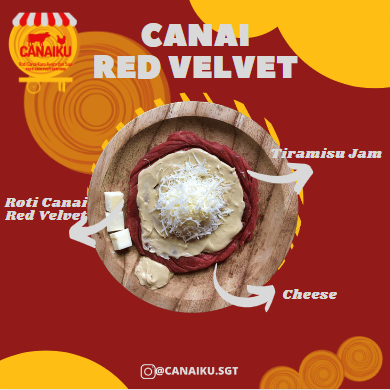 CANAIKU
CANAI
RED VELVET
Tiramisu Jam
Roti Canai
Red Velvet
Cheese
@CANAIKU.SGT